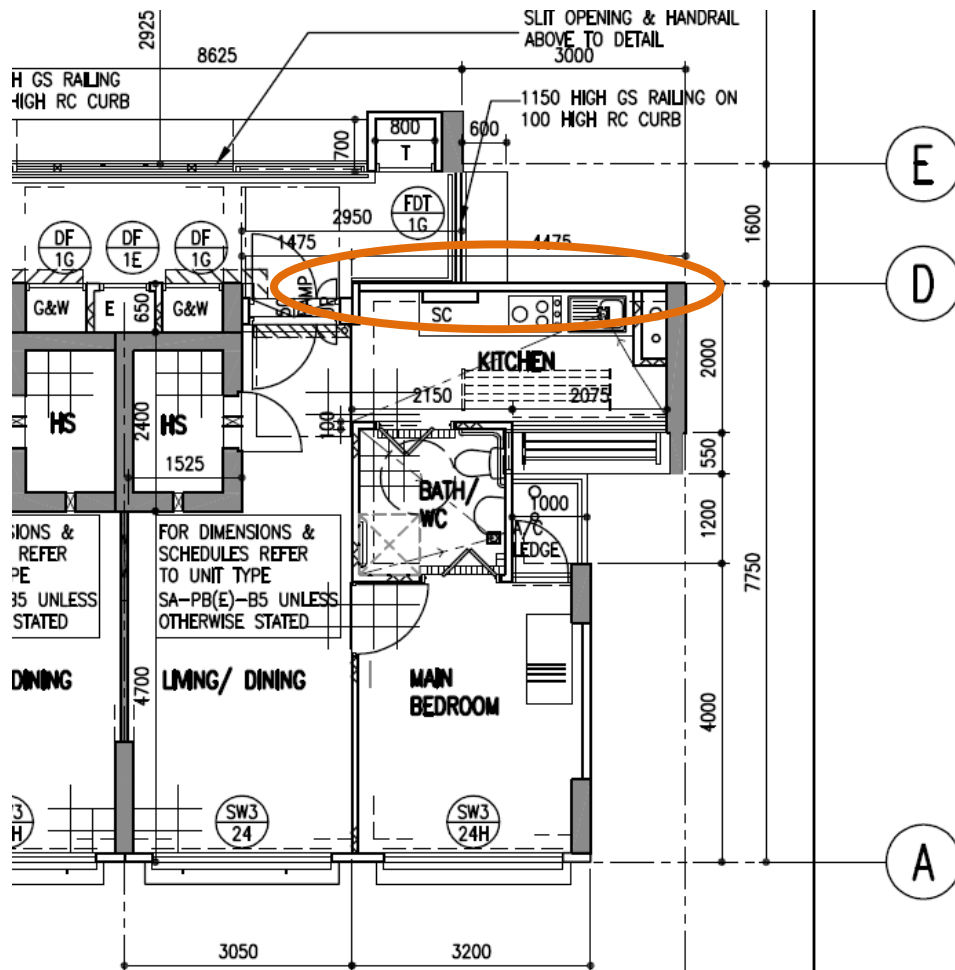 SLIT OPENING & HANDRAIL
ABOVE TO DETAIL
2925
8625
3000
H GS RAILING
HIGH RC CURB
1150 HIGH GS RAILING ON
100 HIGH RC CURB
700
800
T
600
E
FDT
1G
2950
1475
4475
1600
DF
1G
DF
1E
DF
1G
D
G&W
E
650
G&W
SC
KITCHEN
2000
2150
2075
HS
2400
HS
100
1525
550
BATH/
WC
1000
A/C
LEDGE
1200
7750
SIONS &
REFER
PE
B5 UNLESS
STATED
FOR DIMENSIONS &
SCHEDULES REFER
TO UNIT TYPE
SA-PB(E)-B5 UNLESS
OTHERWISE STATED
DINING
4700
LIVING/ DINING
MAIN
BEDROOM
4000
W3
H
SW3
24
SW3
24H
A
3050
3200